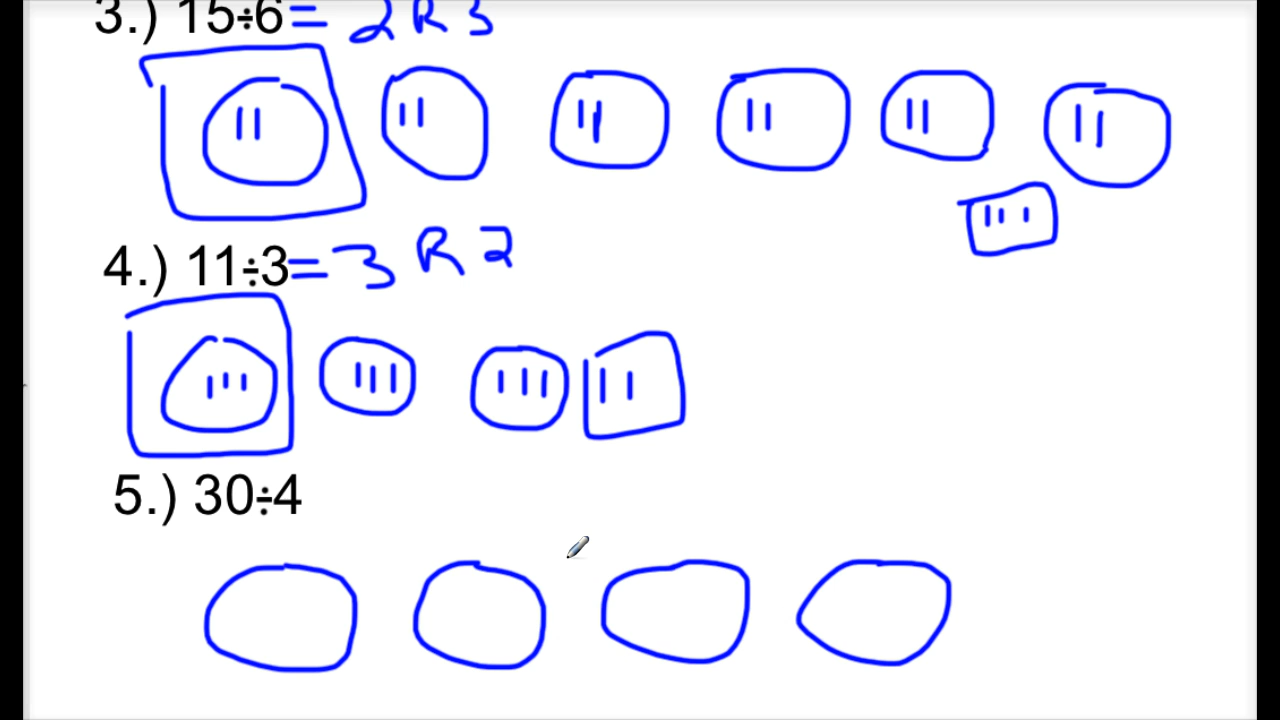 3.) 15÷6 = 2 R 3
4.) 11÷3 = 3 R 2
5.) 30÷4